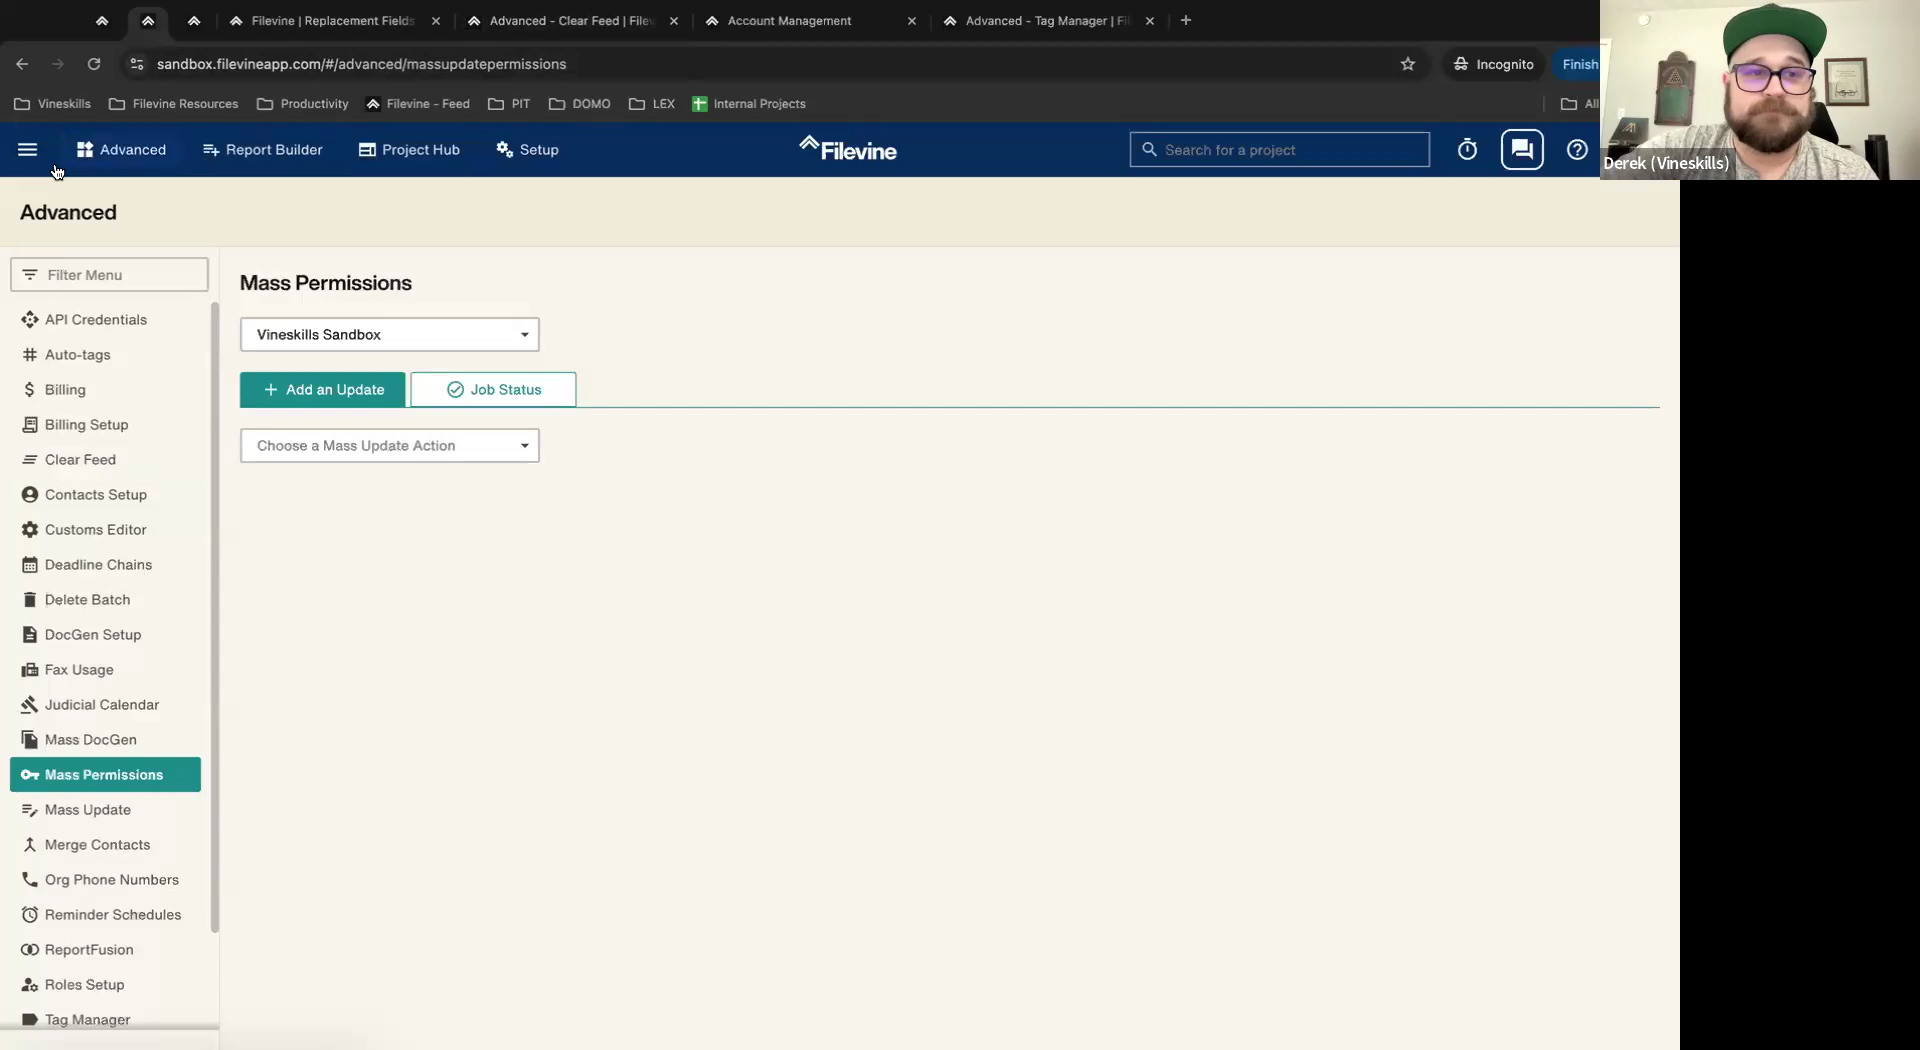 Filevine | Replacement Fields
Advanced - Clear Feed | Filev
Account Management
Advanced - Tag Manager | Fil
sandbox.filevineapp.com/#/advanced/massupdatepermissions
Incognito
Finish
Vineskills
Filevine Resources
Productivity
Filevine - Feed
PIT
DOMO
LEX
Internal Projects
All
Advanced
Report Builder
Project Hub
Setup
Filevine
Search for a project
Derek (Vineskills)
Advanced
Filter Menu
API Credentials
Auto-tags
Billing
Billing Setup
Clear Feed
Contacts Setup
Customs Editor
Deadline Chains
Delete Batch
DocGen Setup
Fax Usage
Judicial Calendar
Mass DocGen
Mass Permissions
Mass Update
Merge Contacts
Org Phone Numbers
Reminder Schedules
ReportFusion
Roles Setup
Tag Manager
Mass Permissions
Vineskills Sandbox
Add an Update
Job Status
Choose a Mass Update Action